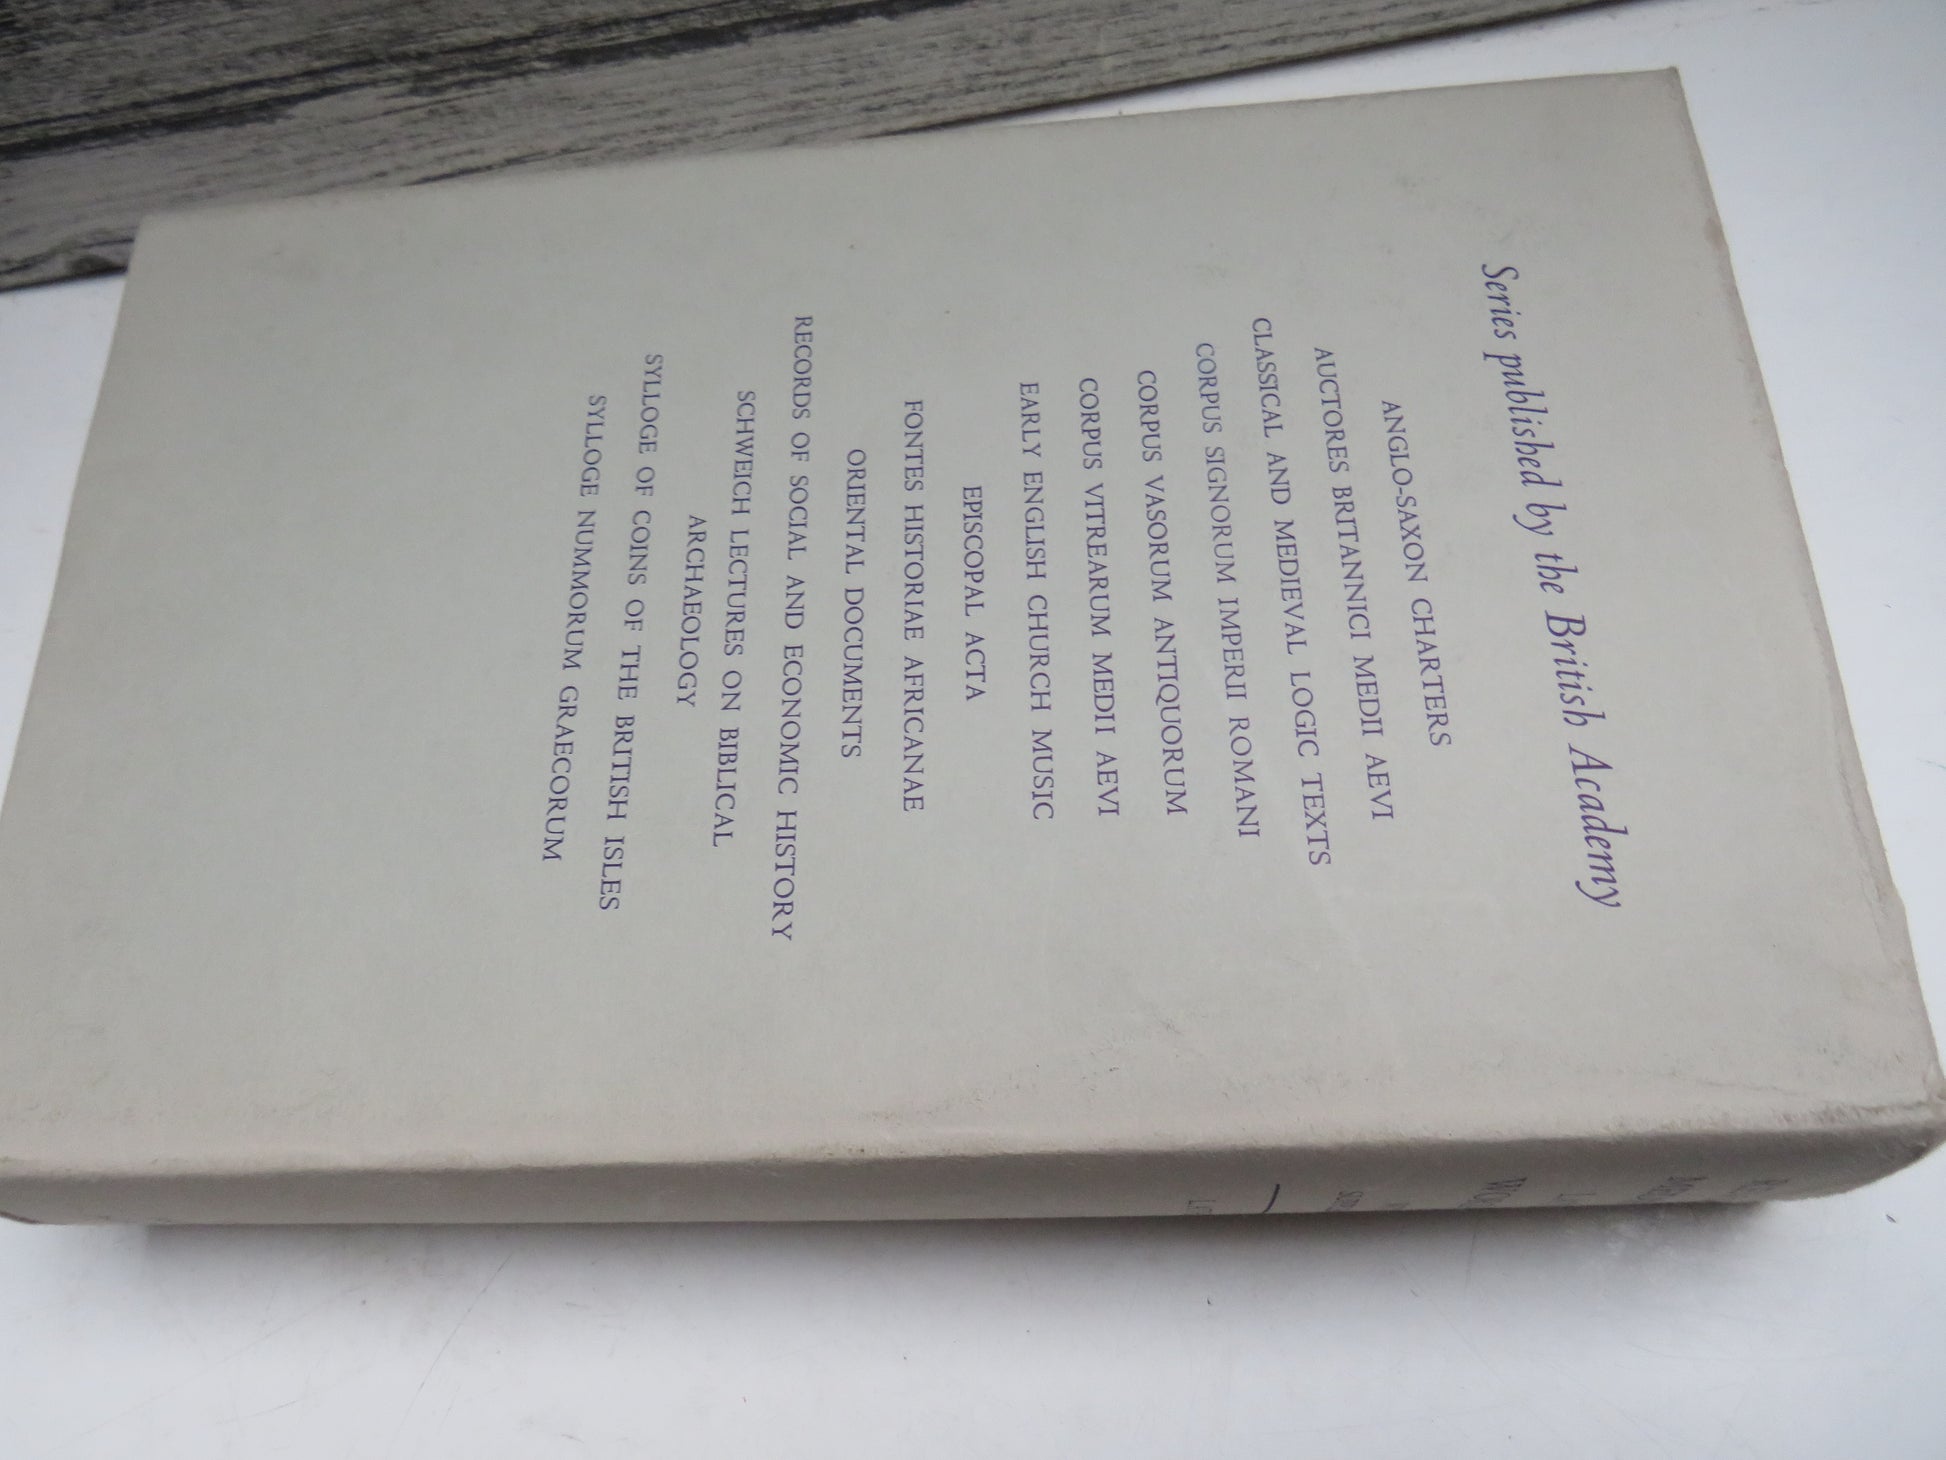 Series published by the British Academy
ANGLO-SAXON CHARTERS
AUCTORES BRITANNICI MEDII AEVI
CLASSICAL AND MEDIEVAL LOGIC TEXTS
CORPUS SIGNORUM IMPERII ROMANI
CORPUS VASORUM ANTIQUORUM
CORPUS VITREARUM MEDII AEVI
EARLY ENGLISH CHURCH MUSIC
EPISCOPAL ACTA
FONTES HISTORIAE AFRICANAE
ORIENTAL DOCUMENTS
RECORDS OF SOCIAL AND ECONOMIC HISTORY
SCHWEICH LECTURES ON BIBLICAL
ARCHAEOLOGY
SYLLOGE OF COINS OF THE BRITISH ISLES
SYLLOGE NUMMORUM GRAECORUM